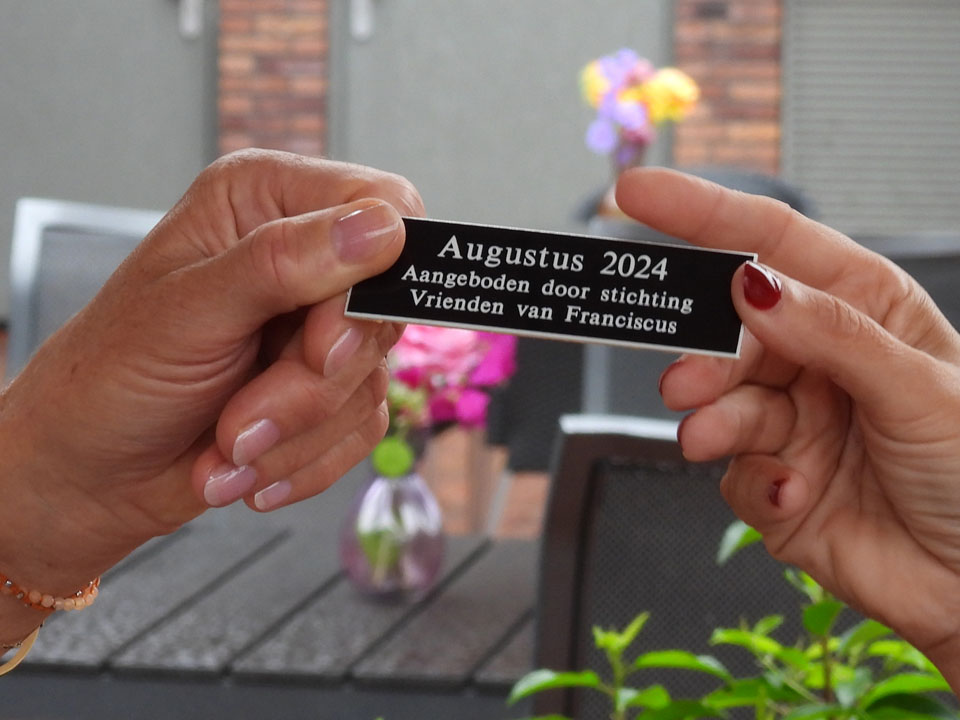 Augustus 2024
Aangeboden door stichting
Vrienden van Franciscus